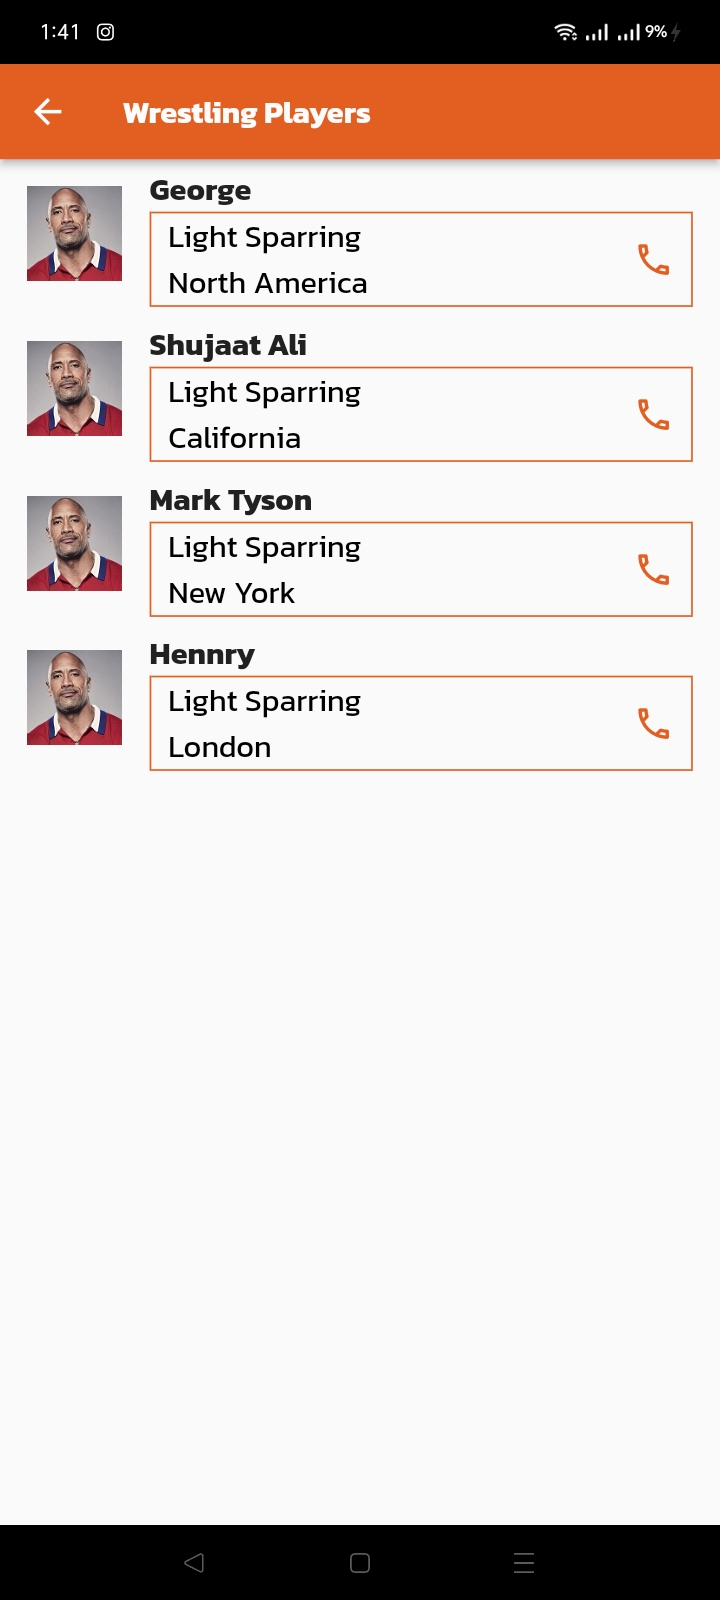 1:41
9%
Wrestling Players
George
Light Sparring
North America
Shujaat Ali
Light Sparring
California
Mark Tyson
Light Sparring
New York
Hennry
Light Sparring
London